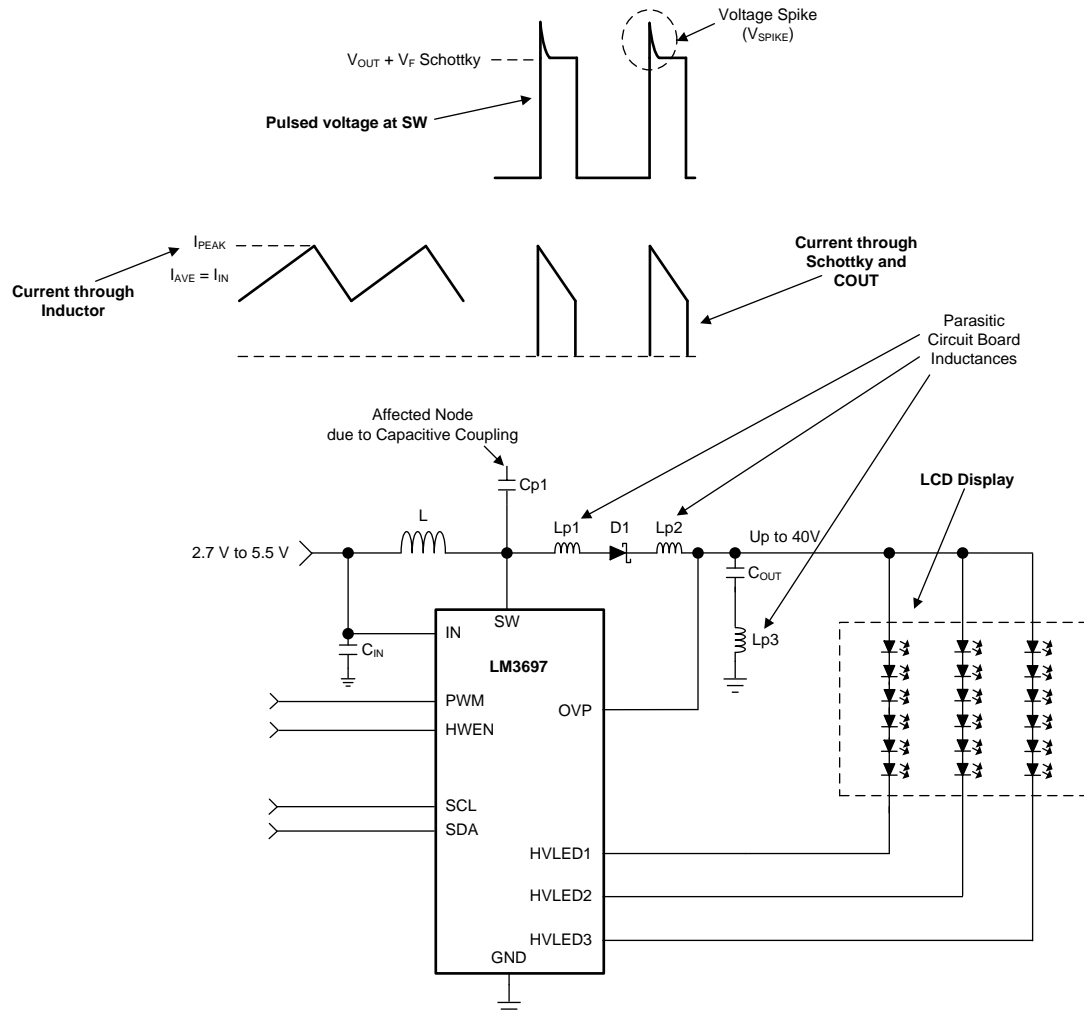 Voltage Spike
(VSPIKE)
VOUT + VF Schottky
Pulsed voltage at SW
IPEAK
IAVE = IIN
Current through
Inductor
Current through
Schottky and
COUT
Parasitic
Circuit Board
Inductances
Affected Node
due to Capacitive Coupling
Cp1
LCD Display
L
Lp1
D1
Lp2
2.7 V to 5.5 V
Up to 40V
COUT
SW
IN
CIN
Lp3
LM3697
PWM
OVP
HWEN
SCL
SDA
HVLED1
HVLED2
HVLED3
GND